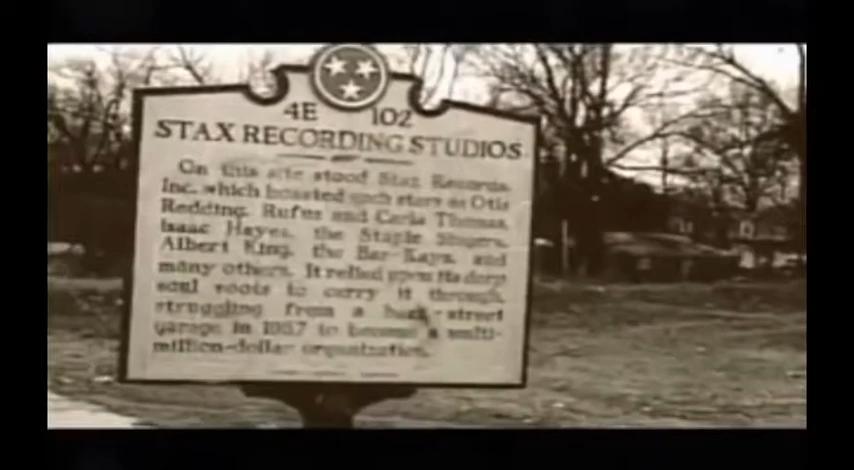 4E 102
STAX RECORDING STUDIOS
On this site stood Stax Records,
Inc. which boasted such stars as Otis
Redding, Rufus and Carla Thomas,
Isaac Hayes, the Staple Singers,
Albert King, the Bar-Kays, and
many others. It relied upon its deep
soul roots to carry it through,
struggling from a back-street
garage in 1957 to become a multi-
million-dollar organization.